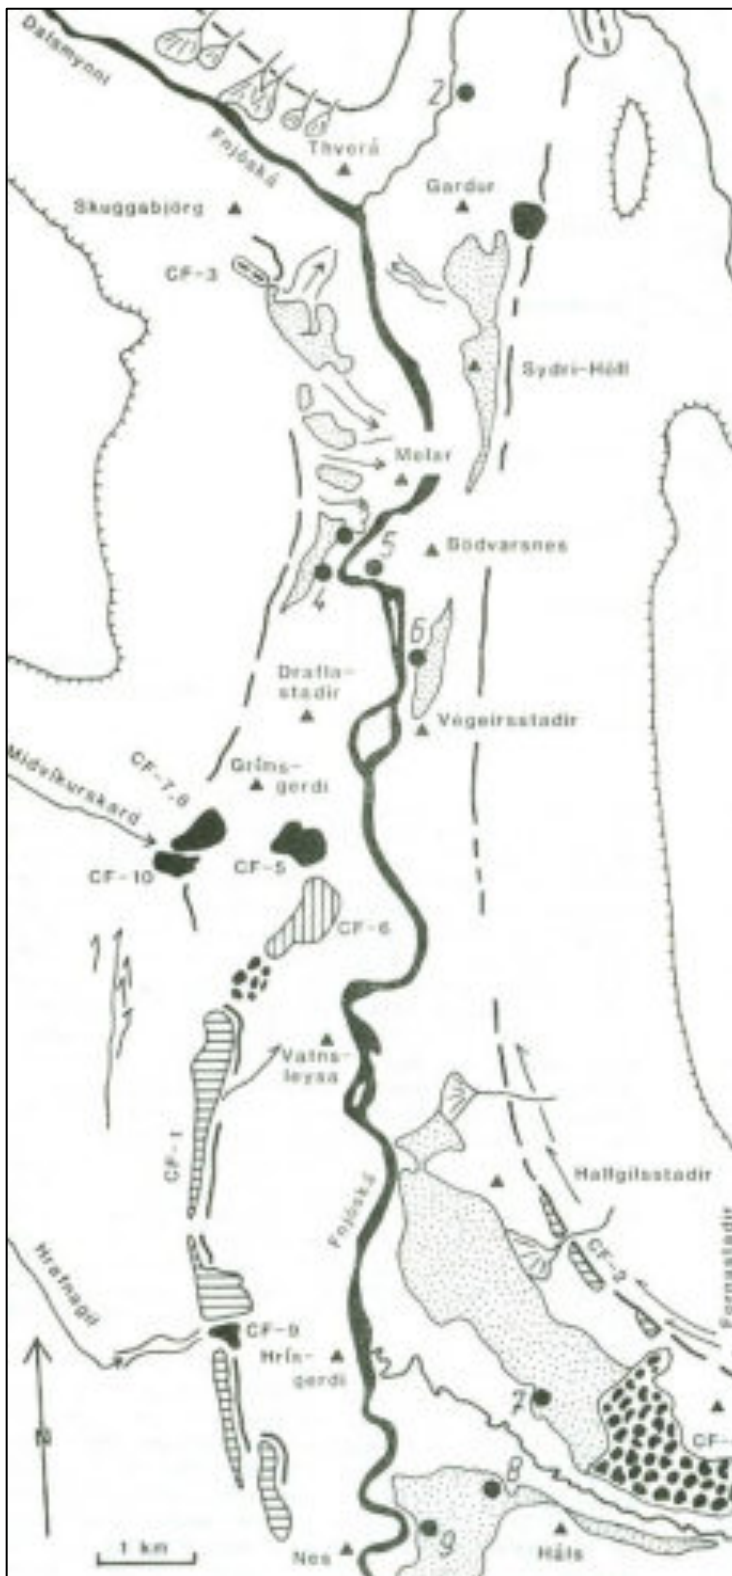 Dalsmynni
Fnjóská
Thverá
2
Gardur
Skuggabjörg
CF-3
Sydri-Hóll
Melar
5
Bödvarsnes
4
6
Drafla-
stadir
Végeirsstadir
Midvíkurskard
CF-7,8
Gríms-
gerdi
CF-10
CF-5
CF-6
Vatns-
leysa
CF-1
Hallgilsstadir
Fnjóská
CF-2
Fornastadir
Hrafnagil
CF-9
Hrís-
gerdi
7
CF-
N
8
9
1 km
Nes
Háls